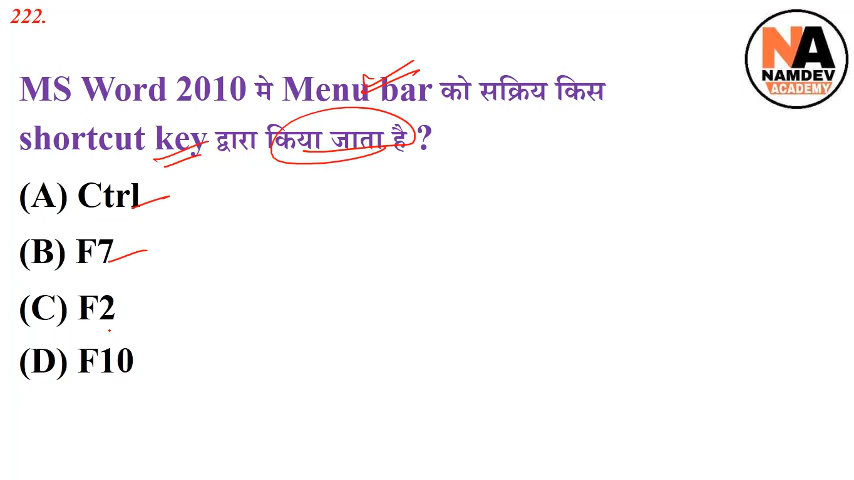 222.
NA
NAMDEV
ACADEMY
MS Word 2010 मे Menu bar को सक्रिय किस
shortcut key द्वारा किया जाता है ?
(A) Ctrl
(B) F7
(C) F2
(D) F10